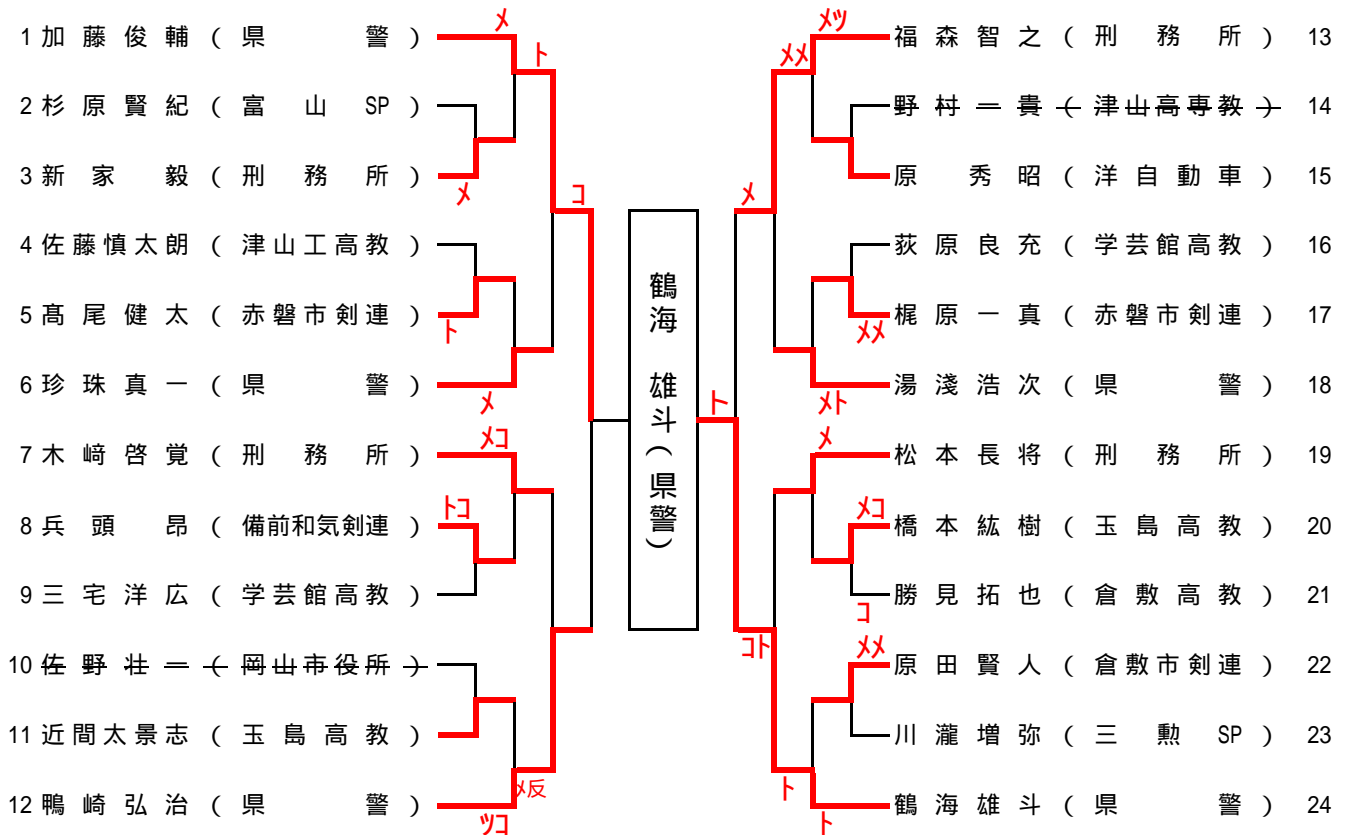 メ
メツ
1 加藤俊輔 ( 県警 )
福森智之 ( 刑務所 ) 13
ト
メメ
2 杉原賢紀 ( 富山SP )
野村一貴 ( 津山高専教 ) 14
3 新家毅 ( 刑務所 )
原秀昭 ( 洋自動車 ) 15
メ
コ
メ
4 佐藤慎太朗 ( 津山工高教 )
荻原良充 ( 学芸館高教 ) 16
5 髙尾健太 ( 赤磐市剣連 )
梶原一真 ( 赤磐市剣連 ) 17
ト
メメ
6 珍珠真一 ( 県警 )
湯淺浩次 ( 県警 ) 18
メ
メト
鶴海 雄斗(県警)
ト
メコ
メ
7 木﨑啓覚 ( 刑務所 )
松本長将 ( 刑務所 ) 19
トコ
メコ
8 兵頭昂 ( 備前和気剣連 )
橋本紘樹 ( 玉島高教 ) 20
9 三宅洋広 ( 学芸館高教 )
勝見拓也 ( 倉敷高教 ) 21
コ
コト
メメ
10 佐野壮一 ( 岡山市役所 )
原田賢人 ( 倉敷市剣連 ) 22
11 近間太景志 ( 玉島高教 )
川瀧増弥 ( 三勲SP ) 23
メ反
ト
12 鴨崎弘治 ( 県警 )
鶴海雄斗 ( 県警 ) 24
ツコ
ト